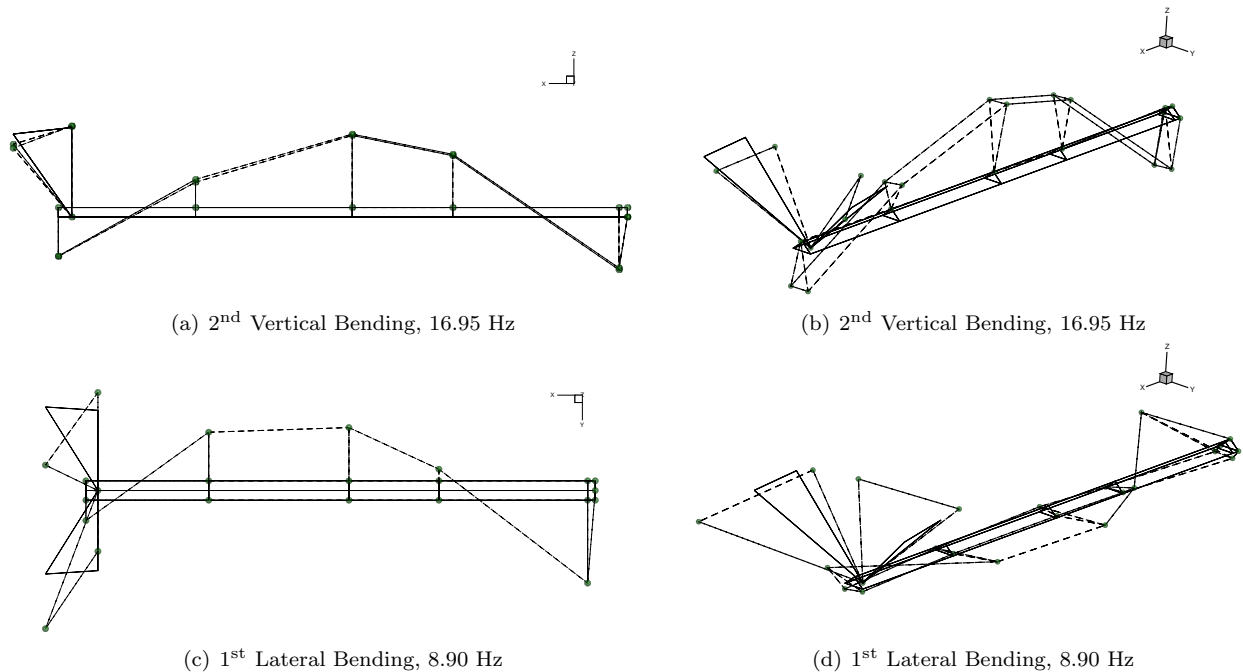 Z
X
Z
X
Y
(a) 2nd Vertical Bending, 16.95 Hz
(b) 2nd Vertical Bending, 16.95 Hz
X
Z
Y
Z
X
Y
(c) 1st Lateral Bending, 8.90 Hz
(d) 1st Lateral Bending, 8.90 Hz